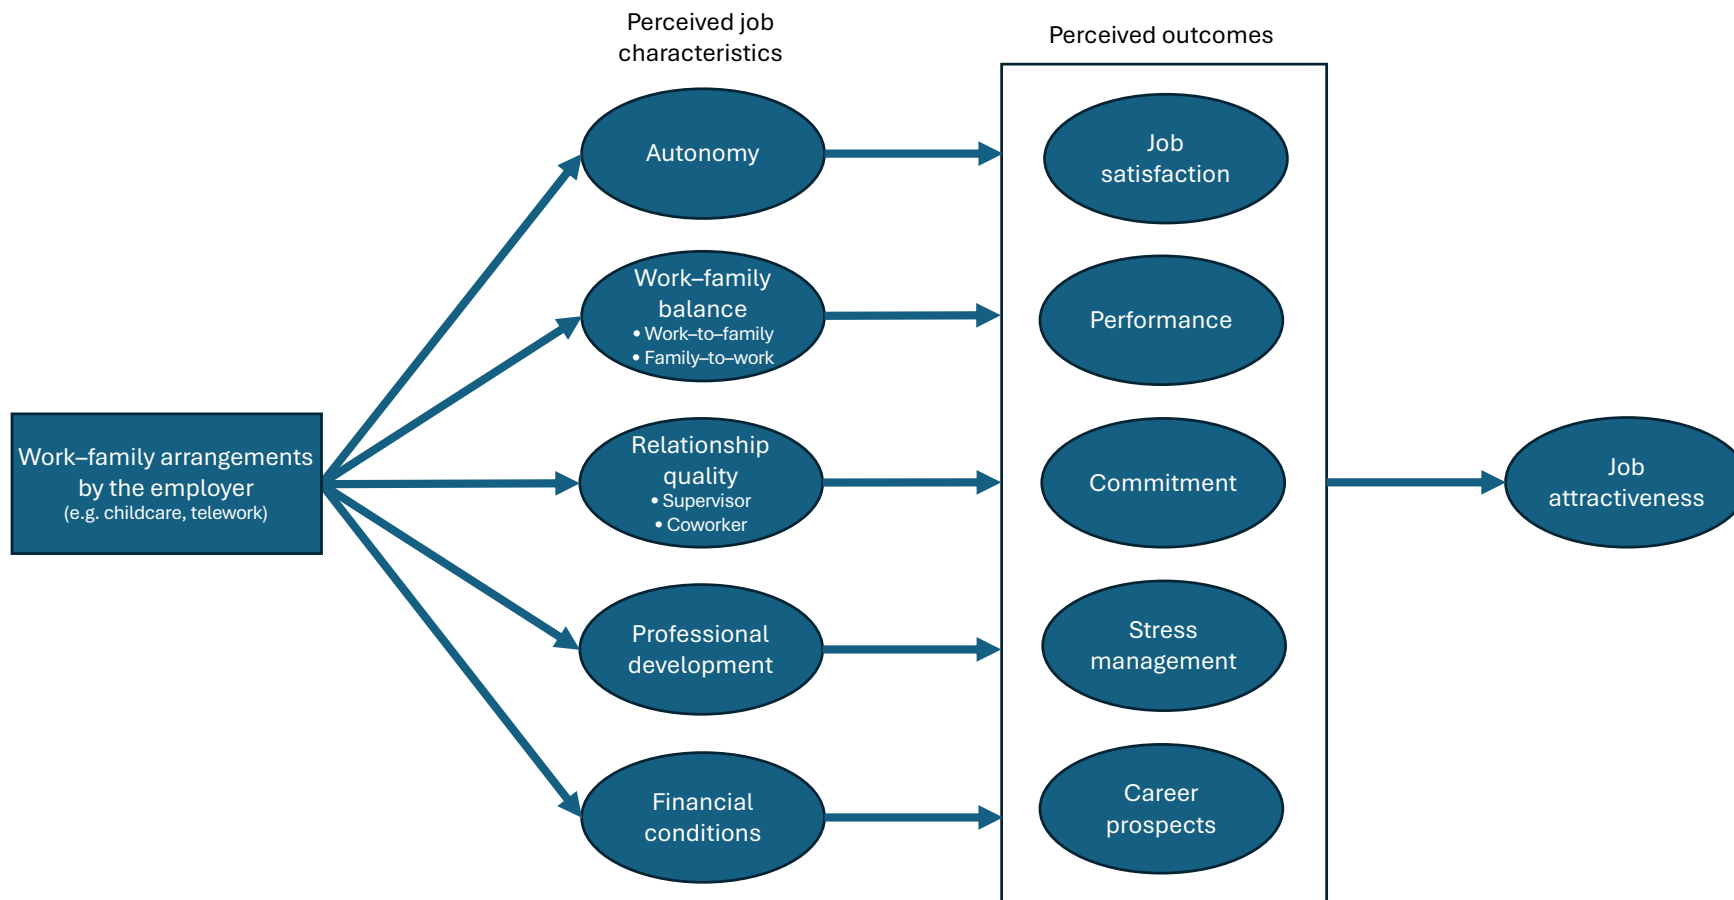 Perceived job
characteristics
Perceived outcomes
Autonomy
Job
satisfaction
Work–family
balance
• Work–to–family
• Family–to–work
Performance
Work–family arrangements
by the employer
(e.g. childcare, telework)
Relationship
quality
• Supervisor
• Coworker
Commitment
Job
attractiveness
Professional
development
Stress
management
Financial
conditions
Career
prospects